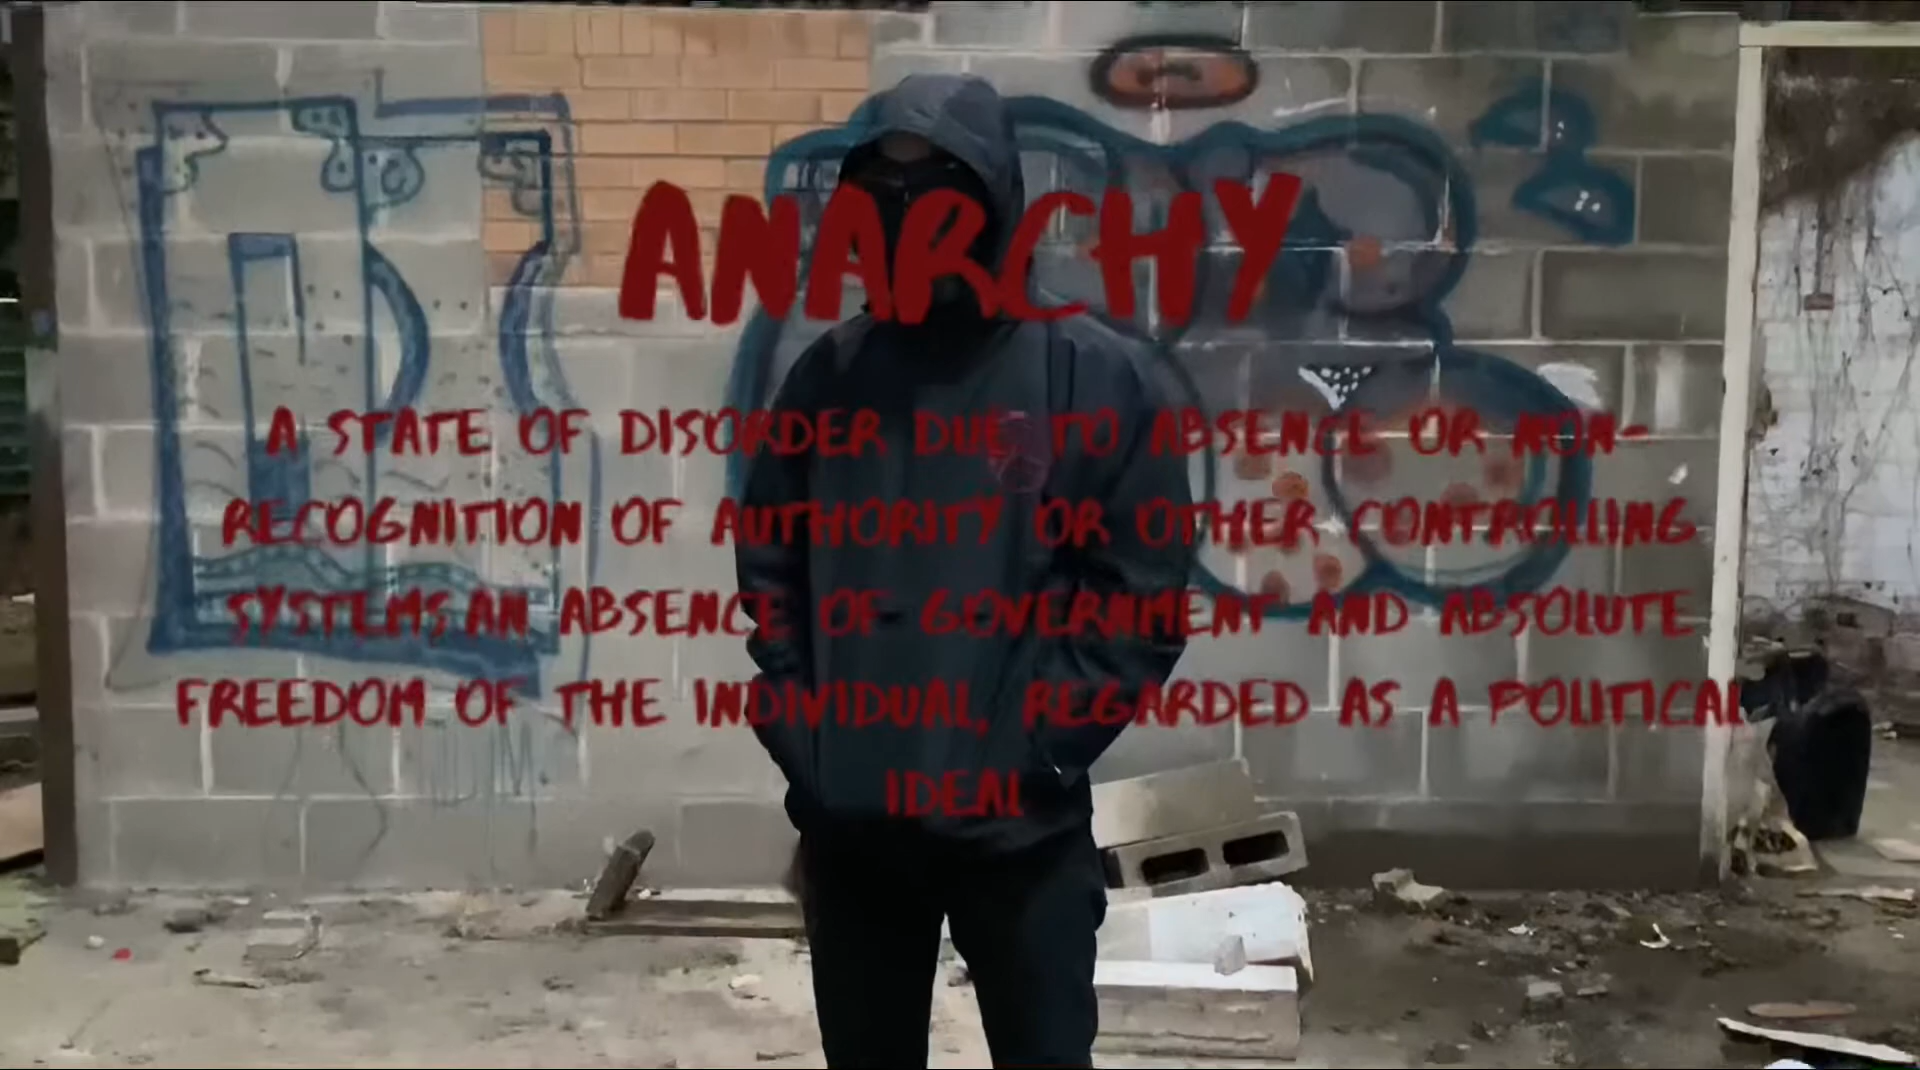 ANARCHY
A STATE OF DISORDER DUE TO ABSENCE OR NON-
RECOGNITION OF AUTHORITY OR OTHER CONTROLLING
SYSTEMS AN ABSENCE OF GOVERNMENT AND ABSOLUTE
FREEDOM OF THE INDIVIDUAL, REGARDED AS A POLITICAL
IDEAL